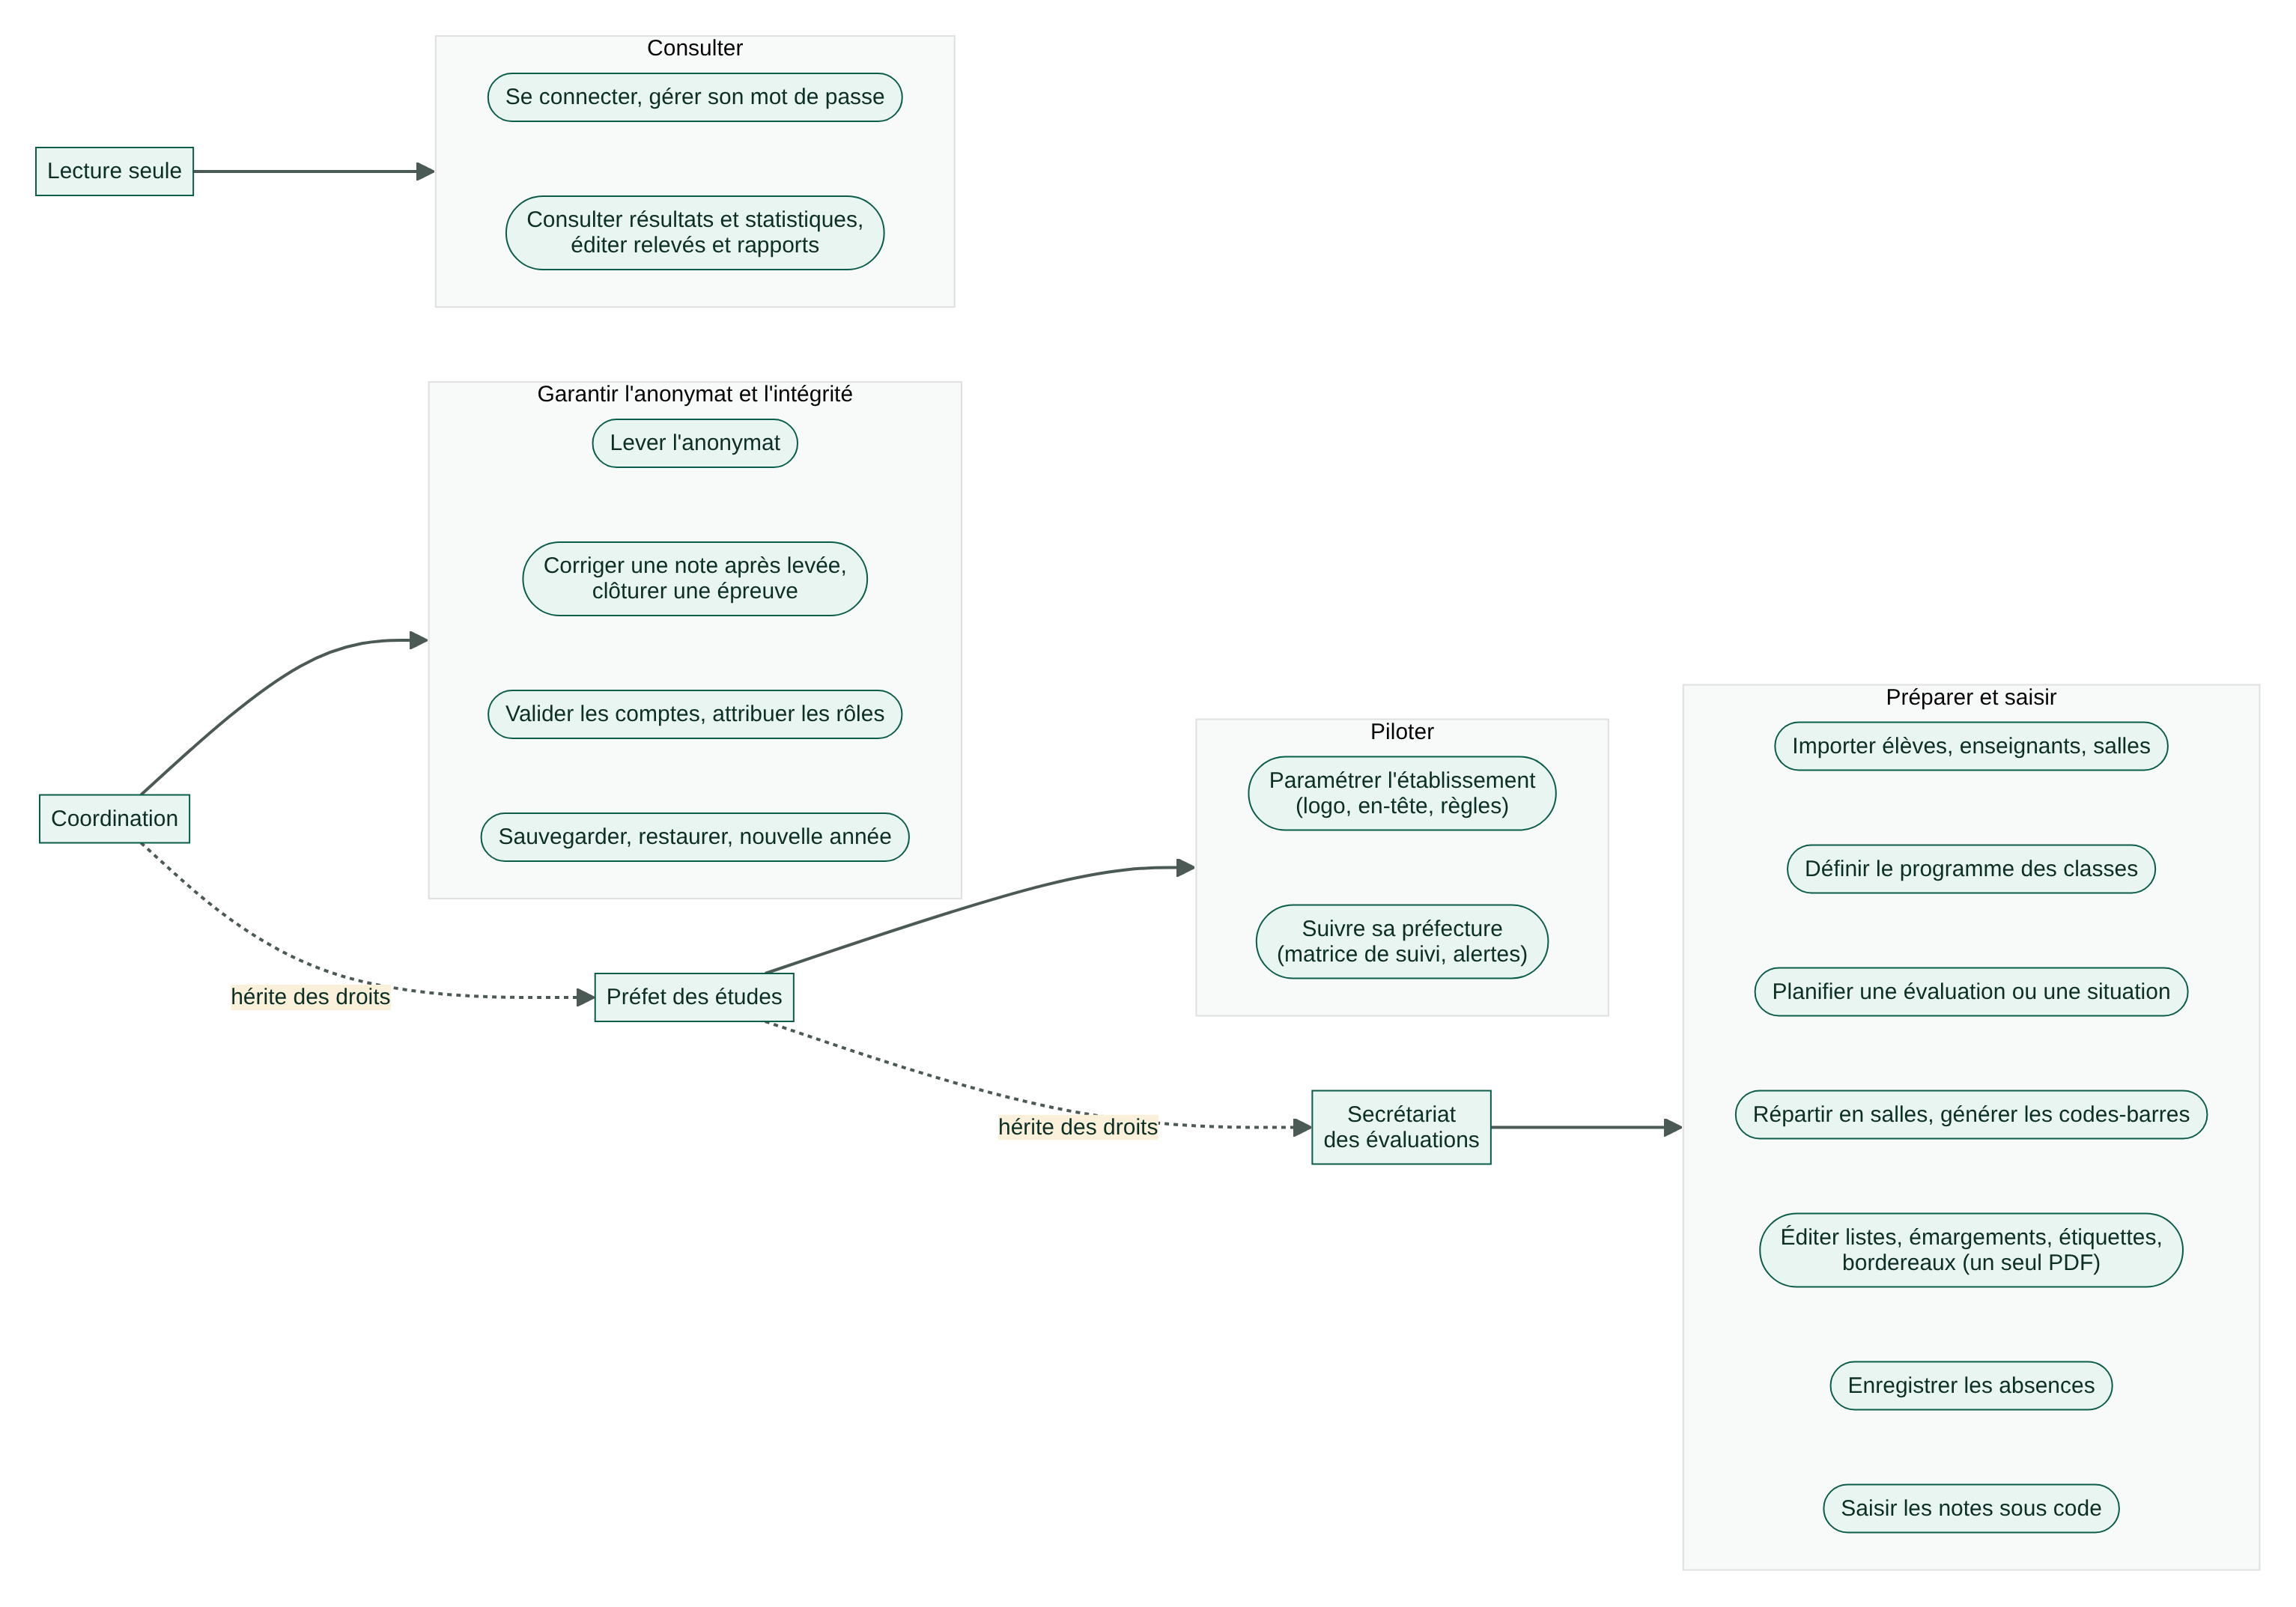 Consulter
Se connecter, gérer son mot de passe
Lecture seule
Consulter résultats et statistiques,
éditer relevés et rapports
Garantir l'anonymat et l'intégrité
Lever l'anonymat
Corriger une note après levée,
clôturer une épreuve
Valider les comptes, attribuer les rôles
Sauvegarder, restaurer, nouvelle année
Coordination
hérite des droits
Préfet des études
Piloter
Paramétrer l'établissement
(logo, en-tête, règles)
Suivre sa préfecture
(matrice de suivi, alertes)
hérite des droits
Secrétariat
des évaluations
Préparer et saisir
Importer élèves, enseignants, salles
Définir le programme des classes
Planifier une évaluation ou une situation
Répartir en salles, générer les codes-barres
Éditer listes, émargements, étiquettes,
bordereaux (un seul PDF)
Enregistrer les absences
Saisir les notes sous code